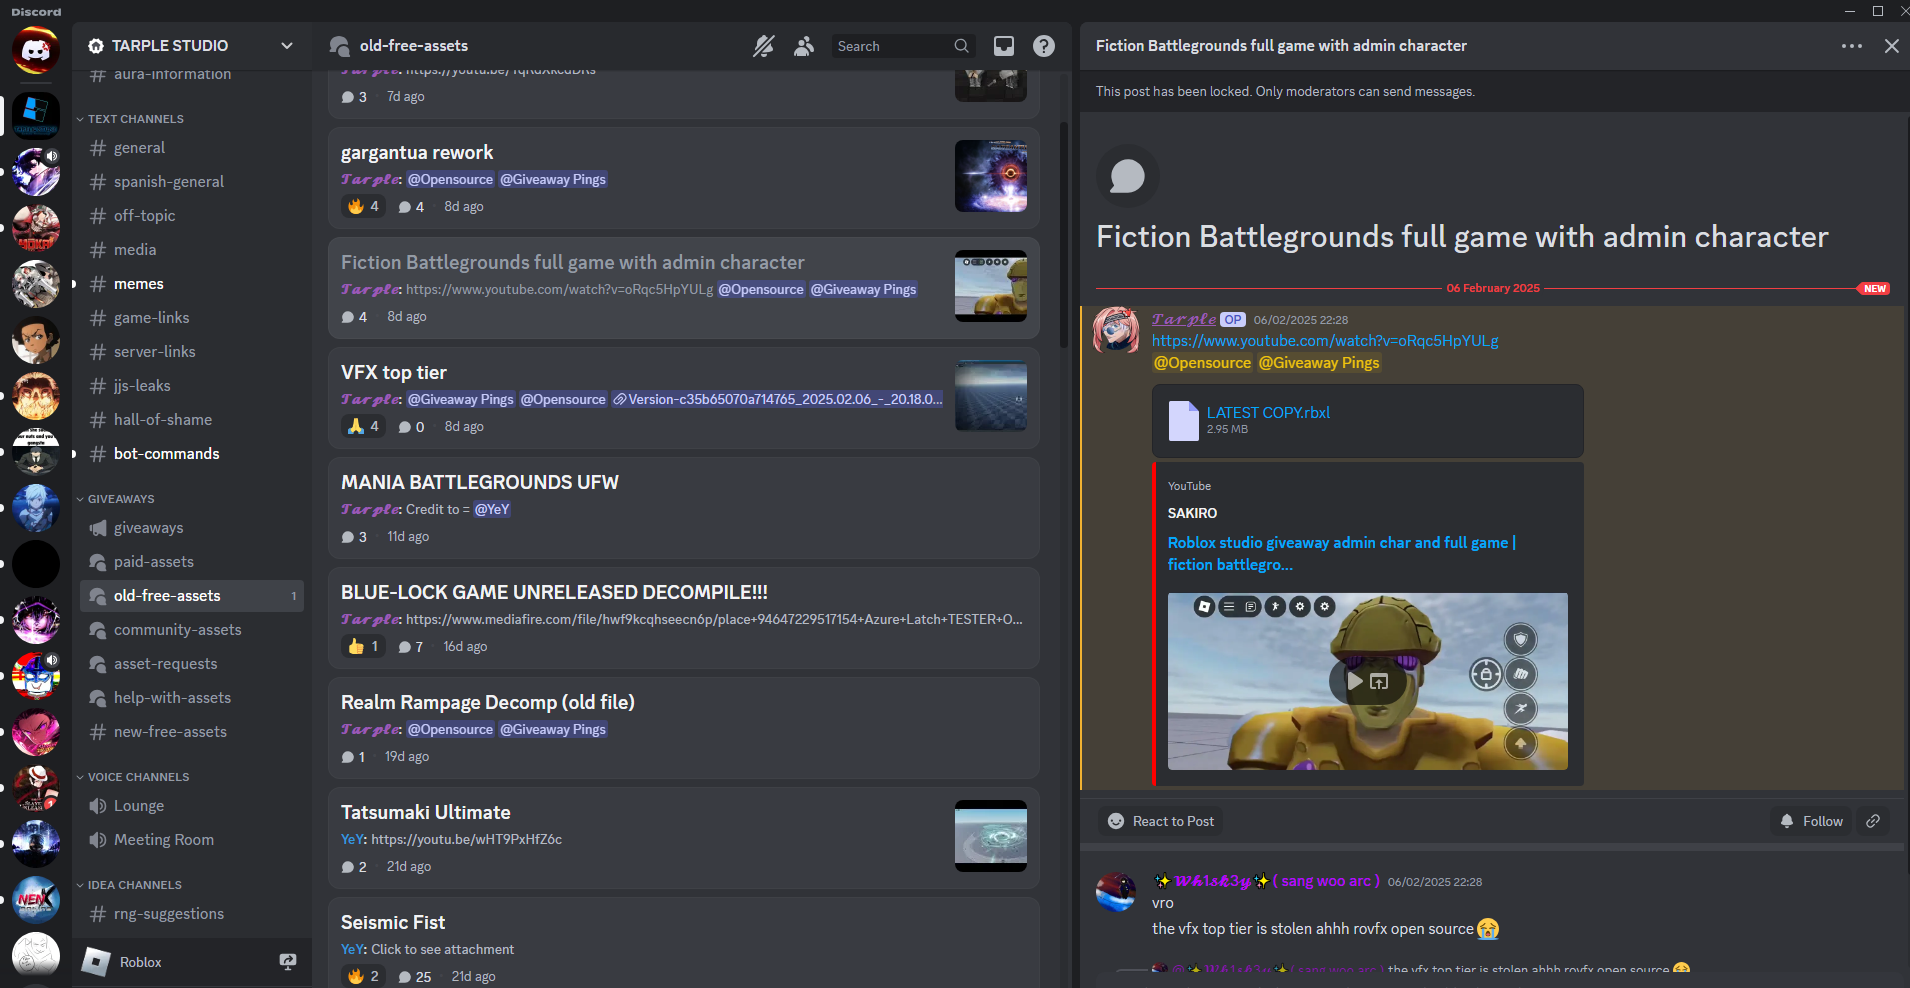 Discord
TARPLE STUDIO
aura-information
TEXT CHANNELS
general
spanish-general
off-topic
media
memes
game-links
server-links
jjs-leaks
hall-of-shame
bot-commands
GIVEAWAYS
giveaways
paid-assets
old-free-assets 1
community-assets
asset-requests
help-with-assets
new-free-assets
VOICE CHANNELS
Lounge
Meeting Room
IDEA CHANNELS
rng-suggestions
Roblox
old-free-assets
Search
3 7d ago
gargantua rework
𝓣𝓪𝓻𝓹𝓵𝓮: @Opensource @Giveaway Pings
🔥 4 4 8d ago
Fiction Battlegrounds full game with admin character
𝓣𝓪𝓻𝓹𝓵𝓮: https://www.youtube.com/watch?v=oRqc5HpYULg @Opensource @Giveaway Pings
4 8d ago
VFX top tier
𝓣𝓪𝓻𝓹𝓵𝓮: @Giveaway Pings @Opensource Version-c35b65070a714765_2025.02.06_-_20.18.0...
🙏 4 0 8d ago
MANIA BATTLEGROUNDS UFW
𝓣𝓪𝓻𝓹𝓵𝓮: Credit to = @YeY
3 11d ago
BLUE-LOCK GAME UNRELEASED DECOMPILE!!!
𝓣𝓪𝓻𝓹𝓵𝓮: https://www.mediafire.com/file/hwf9kcqhseecn6p/place+94647229517154+Azure+Latch+TESTER+O...
👍 1 7 16d ago
Realm Rampage Decomp (old file)
𝓣𝓪𝓻𝓹𝓵𝓮: @Opensource @Giveaway Pings
1 19d ago
Tatsumaki Ultimate
YeY: https://youtu.be/wHT9PxHfZ6c
2 21d ago
Seismic Fist
YeY: Click to see attachment
🔥 2 25 21d ago
Fiction Battlegrounds full game with admin character
This post has been locked. Only moderators can send messages.
Fiction Battlegrounds full game with admin character
06 February 2025 NEW
𝓣𝓪𝓻𝓹𝓵𝓮 OP 06/02/2025 22:28
https://www.youtube.com/watch?v=oRqc5HpYULg
@Opensource @Giveaway Pings
LATEST COPY.rbxl
2.95 MB
YouTube
SAKIRO
Roblox studio giveaway admin char and full game |
fiction battlegro...
React to Post Follow
✨𝓦𝓱1𝓼𝓴3𝔂✨( sang woo arc ) 06/02/2025 22:28
vro
the vfx top tier is stolen ahhh rovfx open source 😭
✨𝓦𝓱1𝓼𝓴3𝔂✨( sang woo arc ) the vfx top tier is stolen ahhh rovfx open source 😭